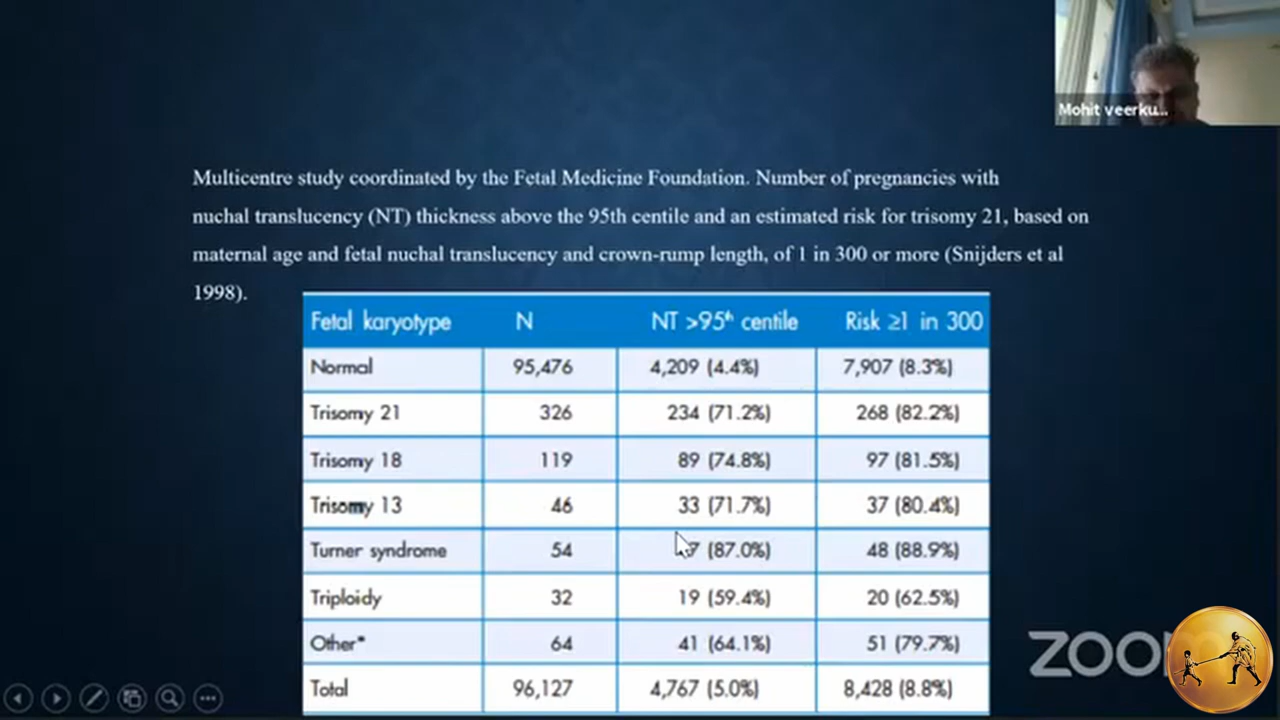 Mohit veerku...
Multicentre study coordinated by the Fetal Medicine Foundation. Number of pregnancies with
nuchal translucency (NT) thickness above the 95th centile and an estimated risk for trisomy 21, based on
maternal age and fetal nuchal translucency and crown-rump length, of 1 in 300 or more (Snijders et al
1998).
Fetal karyotype N NT >95th centile Risk ≥1 in 300
Normal 95,476 4,209 (4.4%) 7,907 (8.3%)
Trisomy 21 326 234 (71.2%) 268 (82.2%)
Trisomy 18 119 89 (74.8%) 97 (81.5%)
Trisomy 13 46 33 (71.7%) 37 (80.4%)
Turner syndrome 54 (87.0%) 48 (88.9%)
Triploidy 32 19 (59.4%) 20 (62.5%)
Other* 64 41 (64.1%) 51 (79.7%)
Total 96,127 4,767 (5.0%) 8,428 (8.8%)
zoom